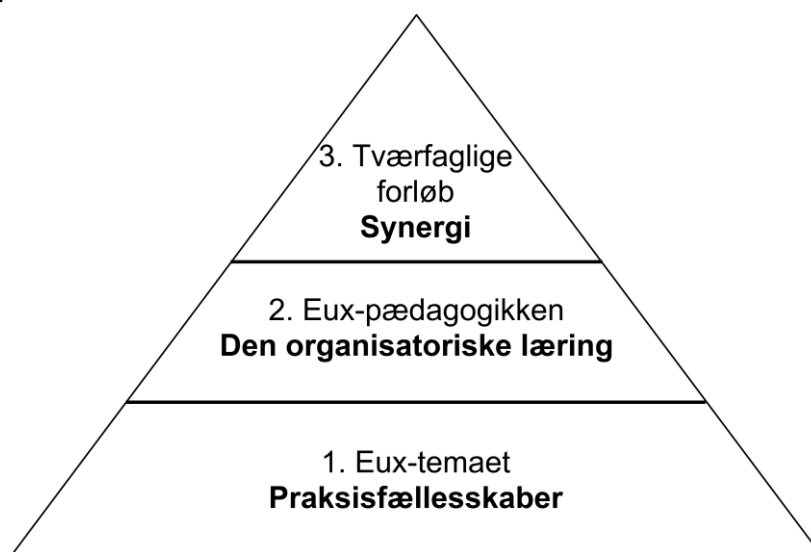 3. Tværfaglige
forløb
Synergi
2. Eux-pædagogikken
Den organisatoriske læring
1. Eux-temaet
Praksisfællesskaber